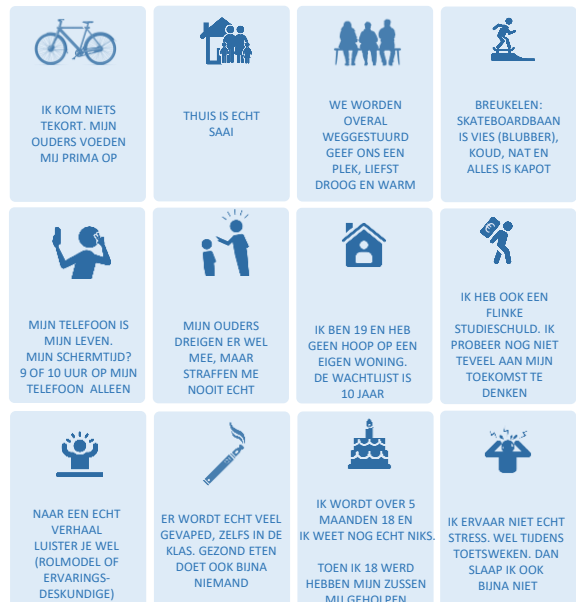 IK KOM NIETS
TEKORT. MIJN
OUDERS VOEDEN
MIJ PRIMA OP
THUIS IS ECHT
SAAI
WE WORDEN
OVERAL
WEGGESTUURD
GEEF ONS EEN
PLEK, LIEFST
DROOG EN WARM
BREUKELEN:
SKATEBOARDBAAN
IS VIES (BLUBBER),
KOUD, NAT EN
ALLES IS KAPOT
MIJN TELEFOON IS
MIJN LEVEN.
MIJN SCHERMTIJD?
9 OF 10 UUR OP MIJN
TELEFOON ALLEEN
MIJN OUDERS
DREIGEN ER WEL
MEE, MAAR
STRAFFEN ME
NOOIT ECHT
IK BEN 19 EN HEB
GEEN HOOP OP EEN
EIGEN WONING.
DE WACHTLIJST IS
10 JAAR
IK HEB OOK EEN
FLINKE
STUDIESCHULD. IK
PROBEER NOG NIET
TEVEEL AAN MIJN
TOEKOMST TE
DENKEN
NAAR EEN ECHT
VERHAAL
LUISTER JE WEL
(ROLMODEL OF
ERVARINGS-
DESKUNDIGE)
ER WORDT ECHT VEEL
GEVAPED, ZELFS IN DE
KLAS. GEZOND ETEN
DOET OOK BIJNA
NIEMAND
IK WORDT OVER 5
MAANDEN 18 EN
IK WEET NOG ECHT NIKS.
TOEN IK 18 WERD
HEBBEN MIJN ZUSSEN
MIJ GEHOLPEN
IK ERVAAR NIET ECHT
STRESS. WEL TIJDENS
TOETSWEKEN. DAN
SLAAP IK OOK
BIJNA NIET